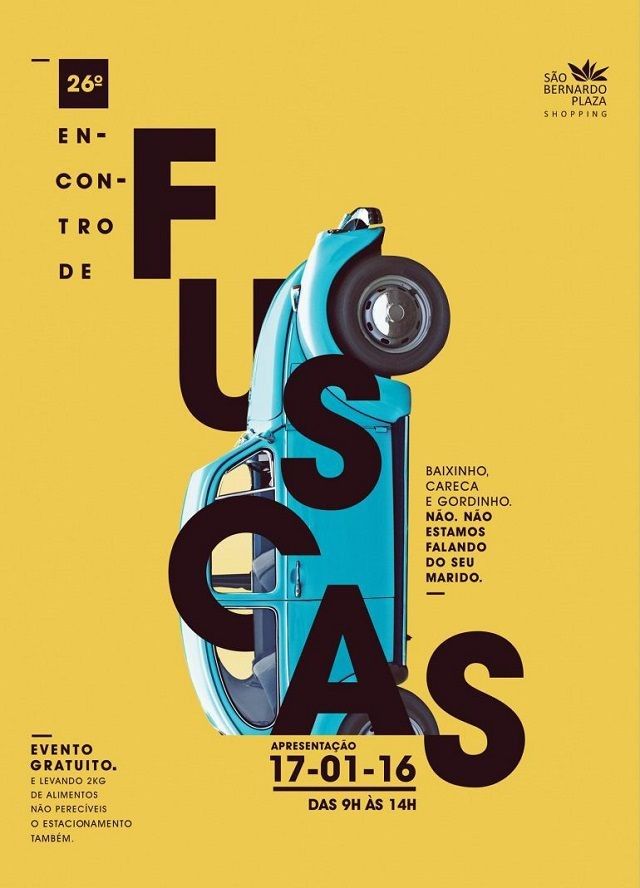 26º
EN-
CON-
TRO
DE
FUSCAS
SÃO
BERNARDO
PLAZA
SHOPPING
BAIXINHO,
CARECA
E GORDINHO.
NÃO. NÃO
ESTAMOS
FALANDO
DO SEU
MARIDO.
EVENTO
GRATUITO.
E LEVANDO 2KG
DE ALIMENTOS
NÃO PERECÍVEIS
O ESTACIONAMENTO
TAMBÉM.
APRESENTAÇÃO
17-01-16
DAS 9H ÀS 14H